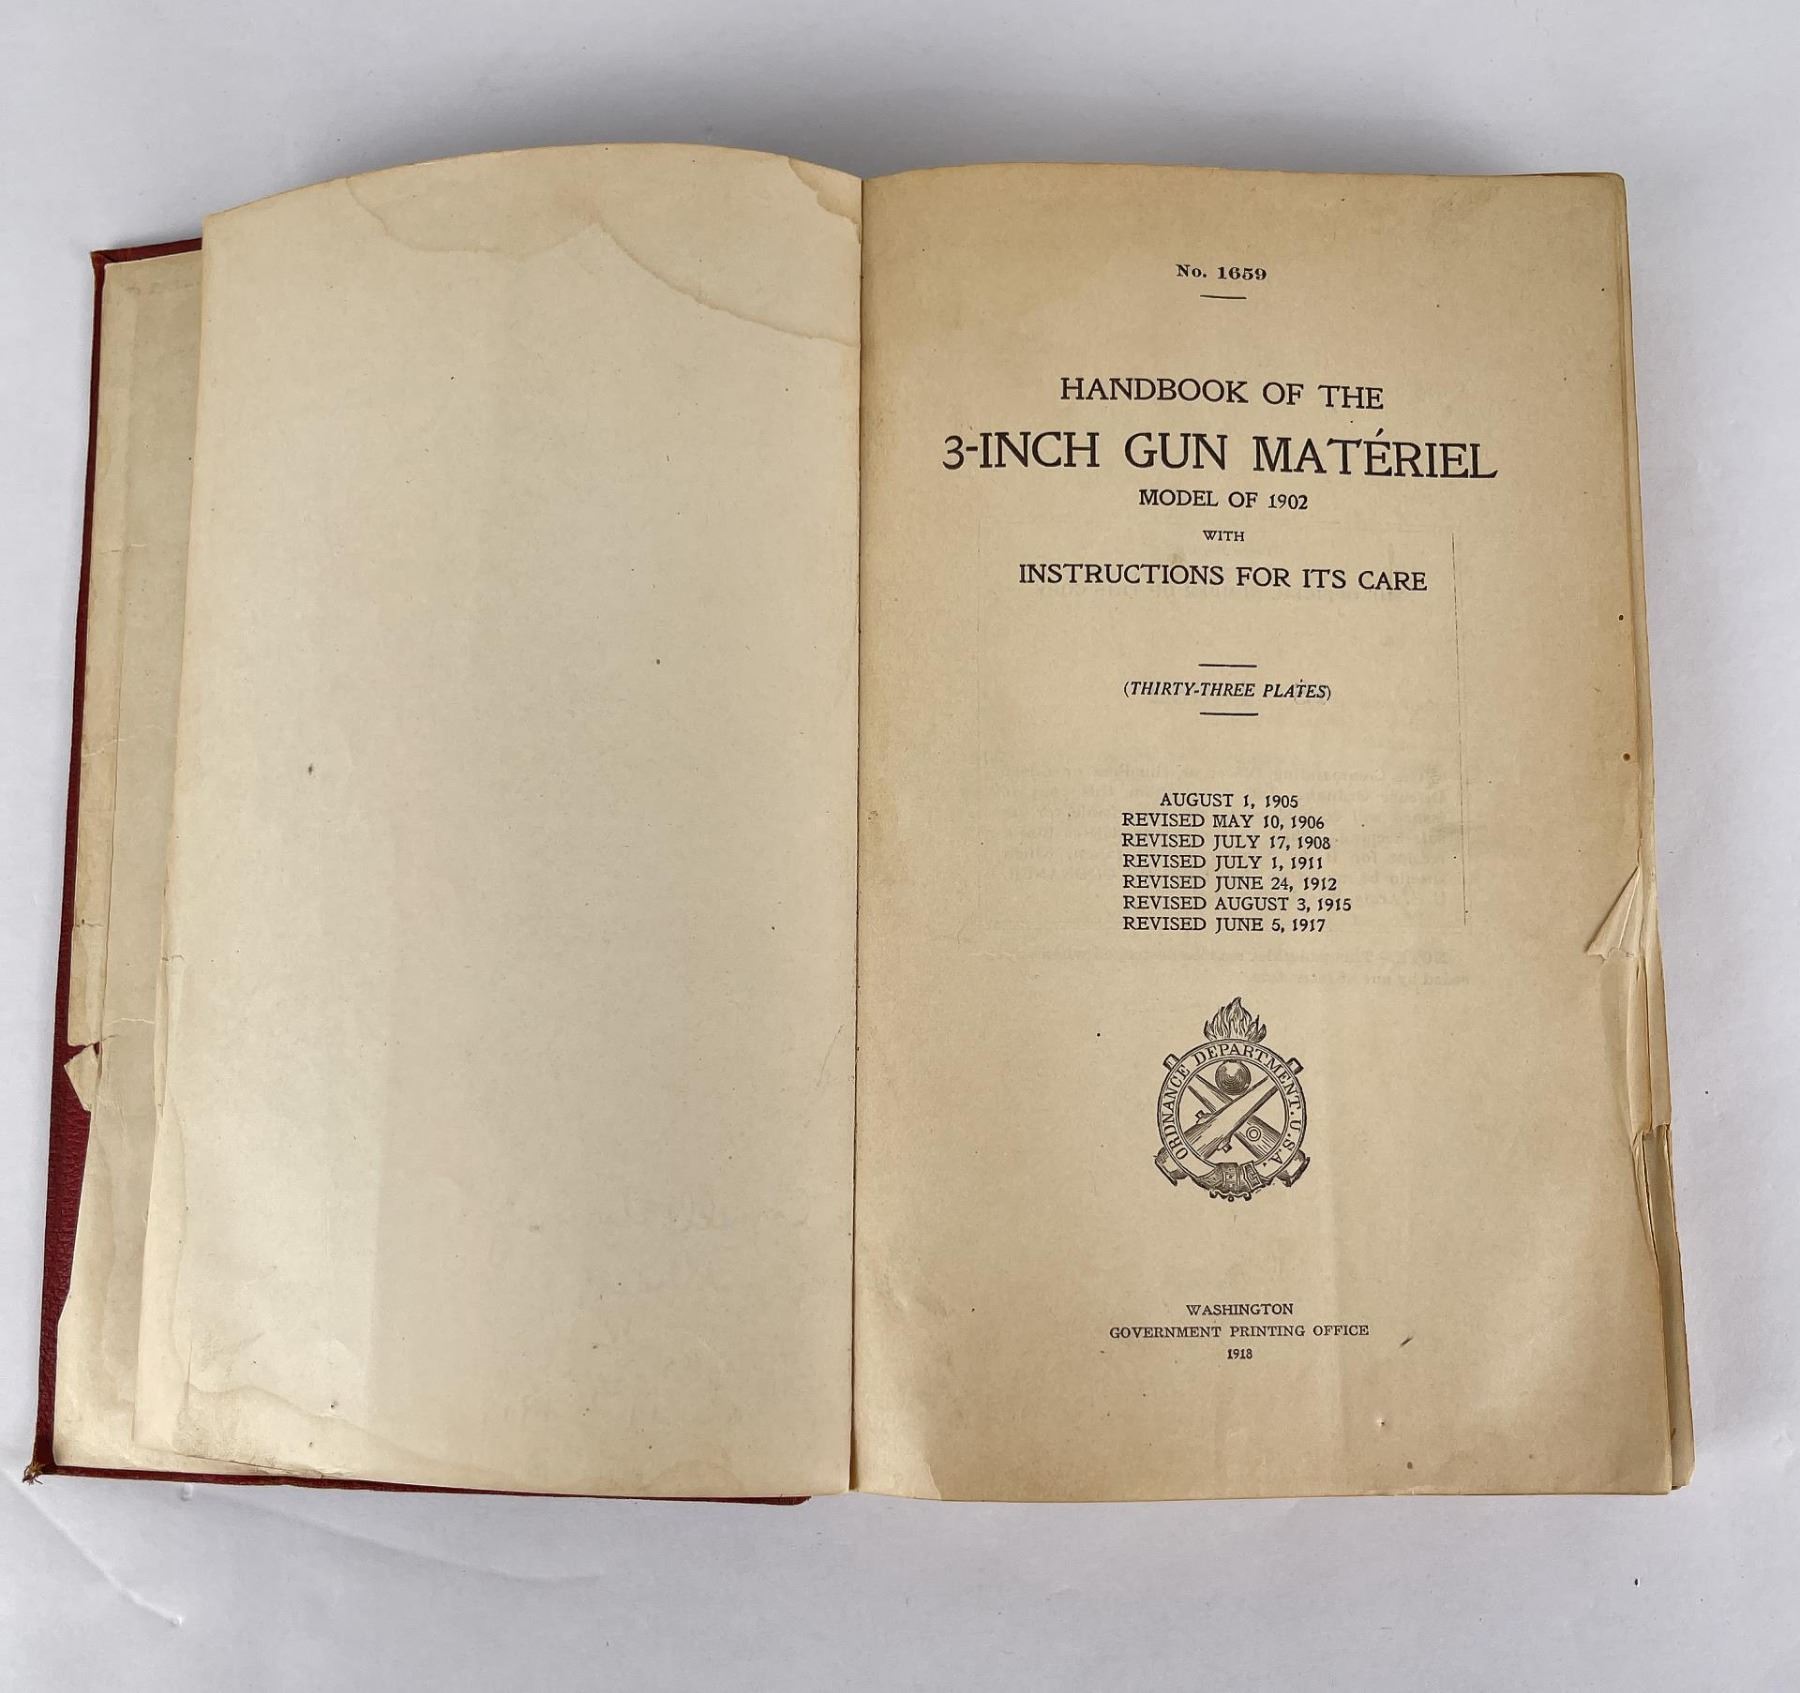 No. 1659
HANDBOOK OF THE
3-INCH GUN MATÉRIEL
MODEL OF 1902
WITH
INSTRUCTIONS FOR ITS CARE
(THIRTY-THREE PLATES)
AUGUST 1, 1905
REVISED MAY 10, 1906
REVISED JULY 17, 1908
REVISED JULY 1, 1911
REVISED JUNE 24, 1912
REVISED AUGUST 3, 1915
REVISED JUNE 5, 1917
ORDNANCE DEPARTMENT. U.S.A.
WASHINGTON
GOVERNMENT PRINTING OFFICE
1918